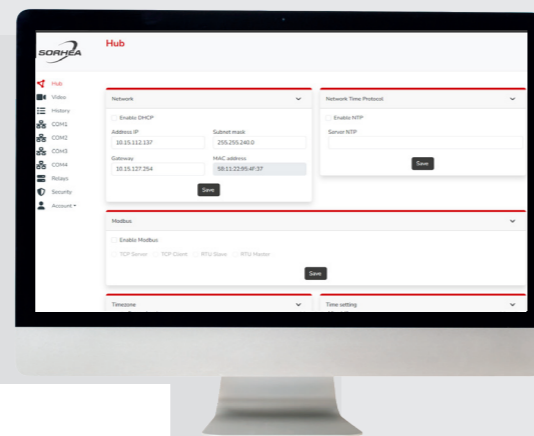 SORHEA
Hub
Hub
Video
History
COM1
COM2
COM3
COM4
Relays
Security
Account
Network
Enable DHCP
Address IP
Subnet mask
10.15.112.137
255.255.240.0
Gateway
MAC address
10.15.127.254
Save
Network Time Protocol
Enable NTP
Server NTP
Save
Modbus
Enable Modbus
TCP Server TCP Client RTU Slave RTU Master
Save
Timezone
Time setting